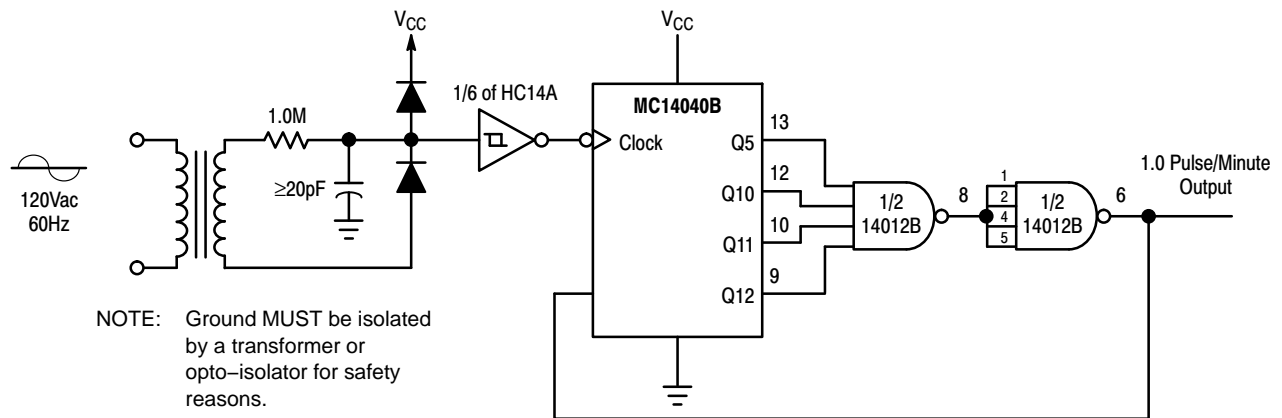 VCC
VCC
1/6 of HC14A
MC14040B
1.0M
13
Q5
Clock
12
Q10
1.0 Pulse/Minute
Output
≥20pF
120Vac
60Hz
1/2
14012B
8
1
2
4
5
1/2
14012B
6
10
Q11
9
Q12
NOTE: Ground MUST be isolated
by a transformer or
opto−isolator for safety
reasons.